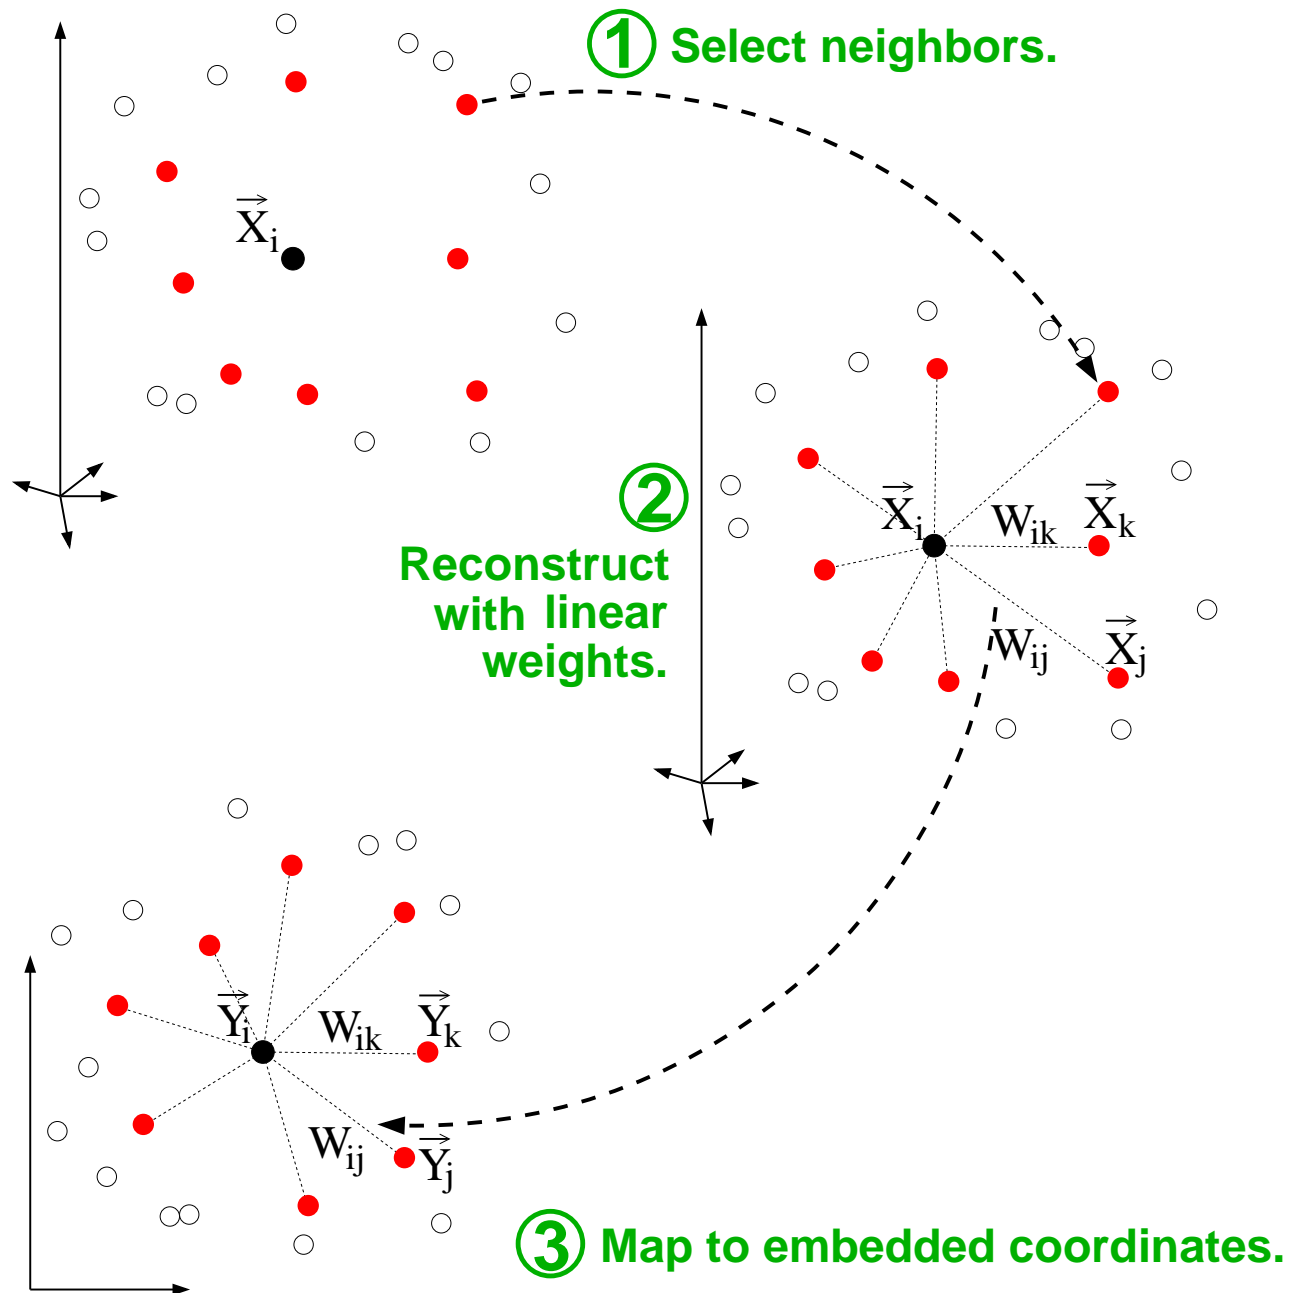 ① Select neighbors.
X⃗ᵢ
②
Reconstruct
with linear
weights.
X⃗ᵢ
Wᵢₖ
X⃗ₖ
Wᵢⱼ
X⃗ⱼ
Y⃗ᵢ
Wᵢₖ
Y⃗ₖ
Wᵢⱼ
Y⃗ⱼ
③ Map to embedded coordinates.